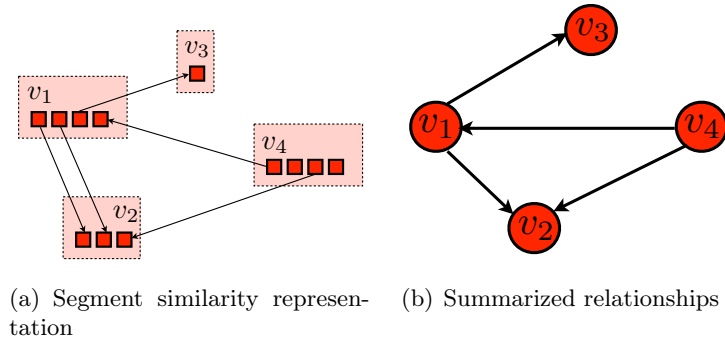 v3
v1
v4
v2
v3
v1
v4
v2
(a) Segment similarity represen-
tation
(b) Summarized relationships